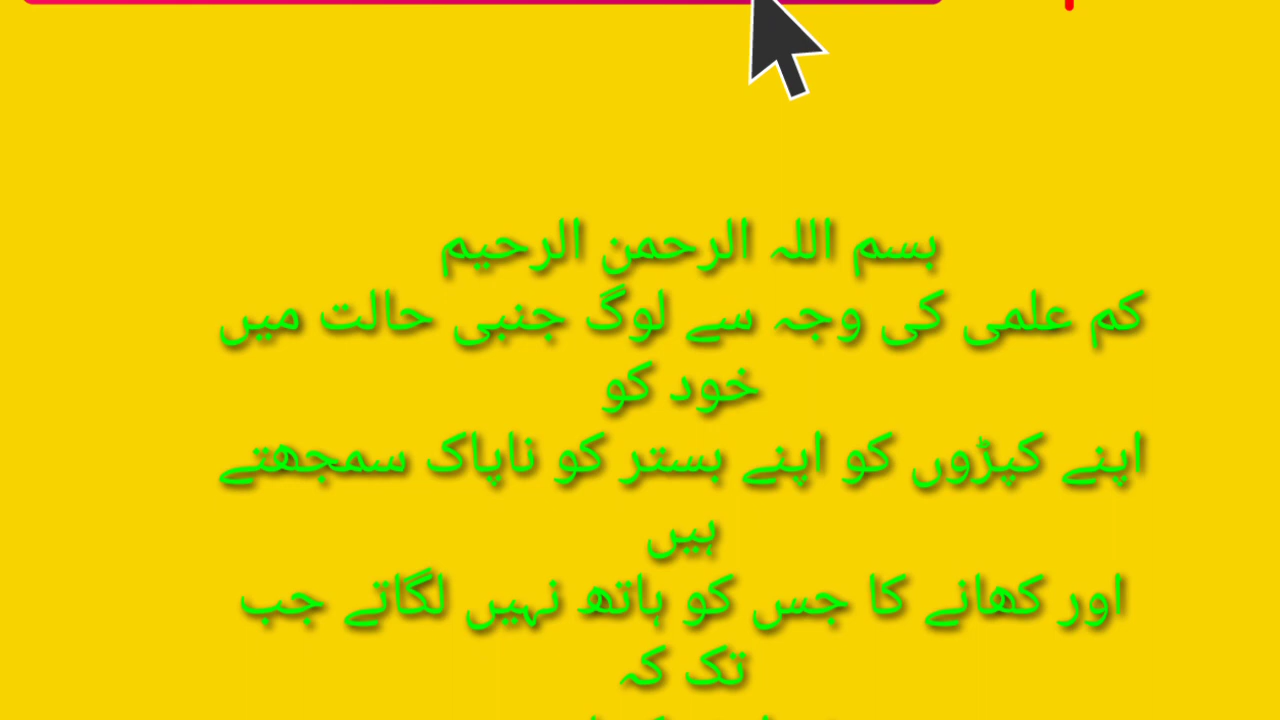 بسم اللہ الرحمن الرحیم
کم علمی کی وجہ سے لوگ جنبی حالت میں
خود کو
اپنے کپڑوں کو اپنے بستر کو ناپاک سمجھتے
ہیں
اور کھانے کا جس کو ہاتھ نہیں لگاتے جب
تک کہ